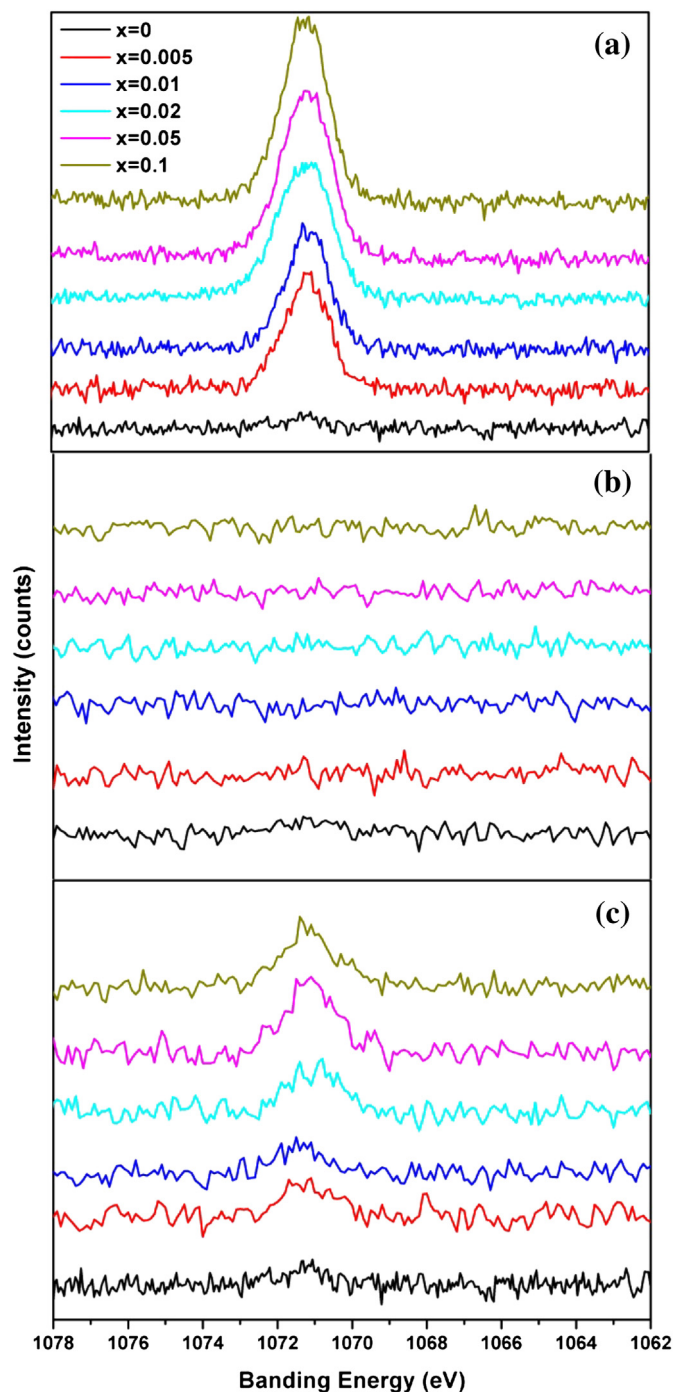 (a)
x=0
x=0.005
x=0.01
x=0.02
x=0.05
x=0.1
(b)
Intensity (counts)
(c)
1078 1076 1074 1072 1070 1068 1066 1064 1062
Banding Energy (eV)